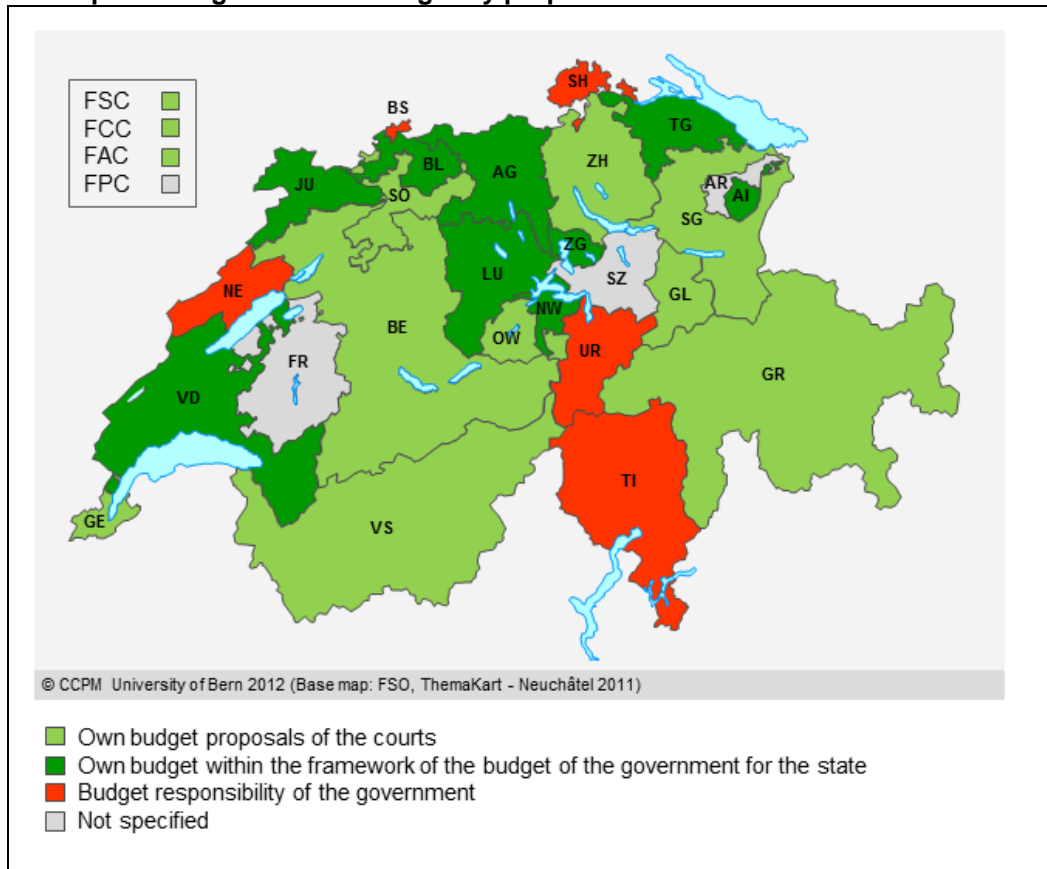 FSC
FCC
FAC
FPC
SH
BS
TG
BL
AG
ZH
JU
SO
AR
AI
SG
ZG
LU
SZ
NE
GL
NW
BE
OW
UR
FR
GR
VD
TI
GE
VS
© CCPM University of Bern 2012 (Base map: FSO, ThemaKart - Neuchâtel 2011)
Own budget proposals of the courts
Own budget within the framework of the budget of the government for the state
Budget responsibility of the government
Not specified